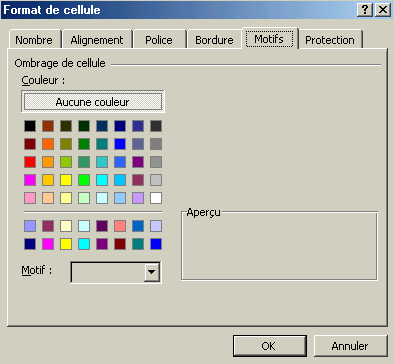 Format de cellule
Nombre Alignement Police Bordure Motifs Protection
Ombrage de cellule
Couleur :
Aucune couleur
Aperçu
Motif :
OK Annuler